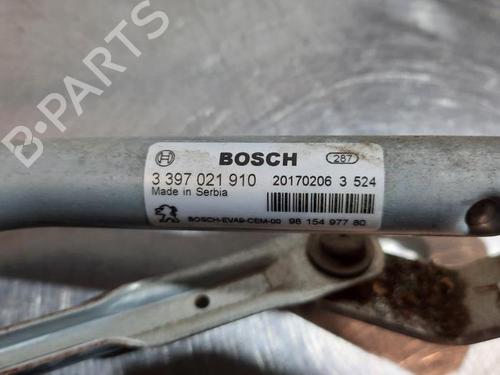 B-PARTS
BOSCH 287
3 397 021 910 20170206 3 524
Made in Serbia
BOSCH-EVA9-CEM-00 98 154 977 80